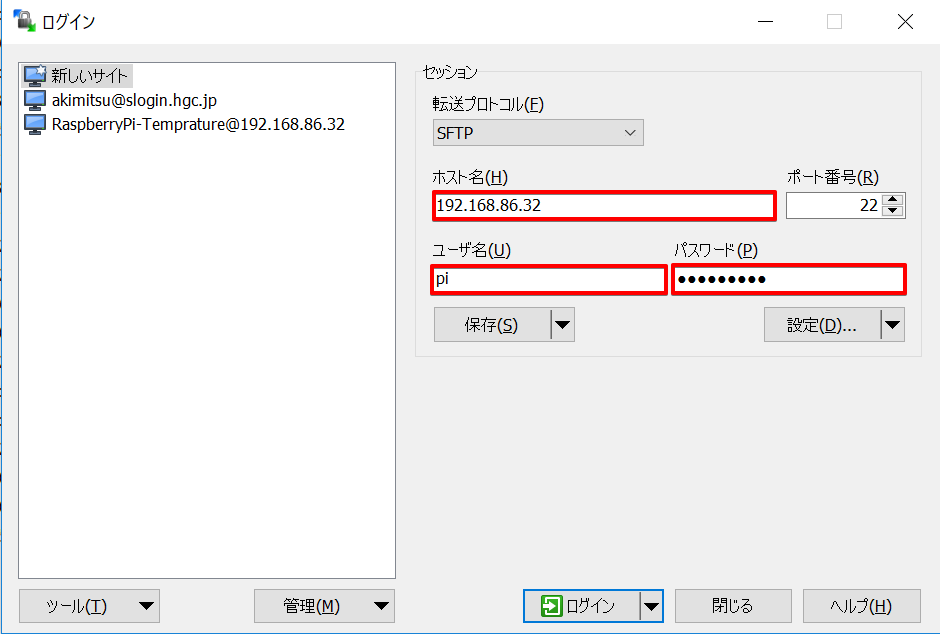 ログイン
新しいサイト
akimitsu@slogin.hgc.jp
RaspberryPi-Temprature@192.168.86.32
セッション
転送プロトコル(F)
SFTP
ホスト名(H)
ポート番号(R)
192.168.86.32
22
ユーザ名(U)
パスワード(P)
pi
●●●●●●●●●
保存(S)
設定(D)...
ツール(T)
管理(M)
ログイン
閉じる
ヘルプ(H)